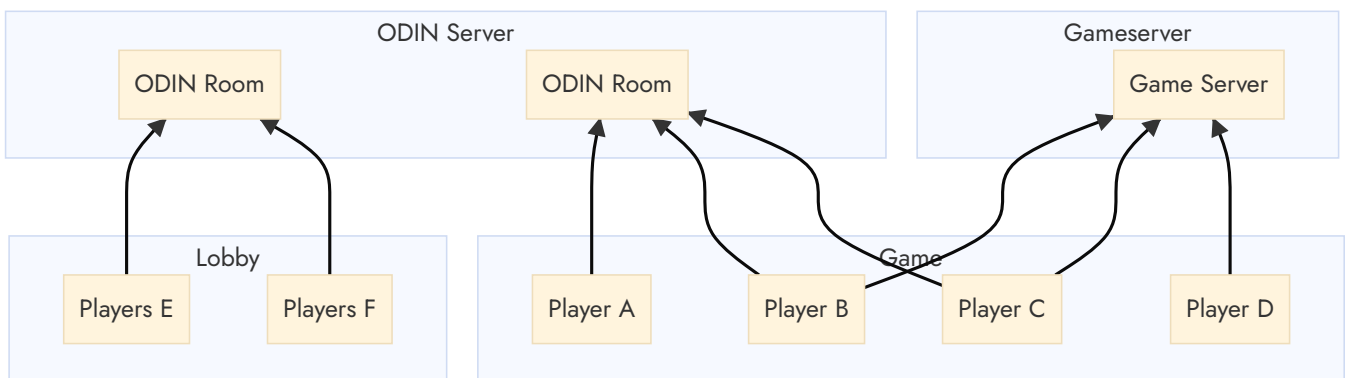 ODIN Server
Gameserver
ODIN Room
ODIN Room
Game Server
Lobby
Game
Players E
Players F
Player A
Player B
Player C
Player D